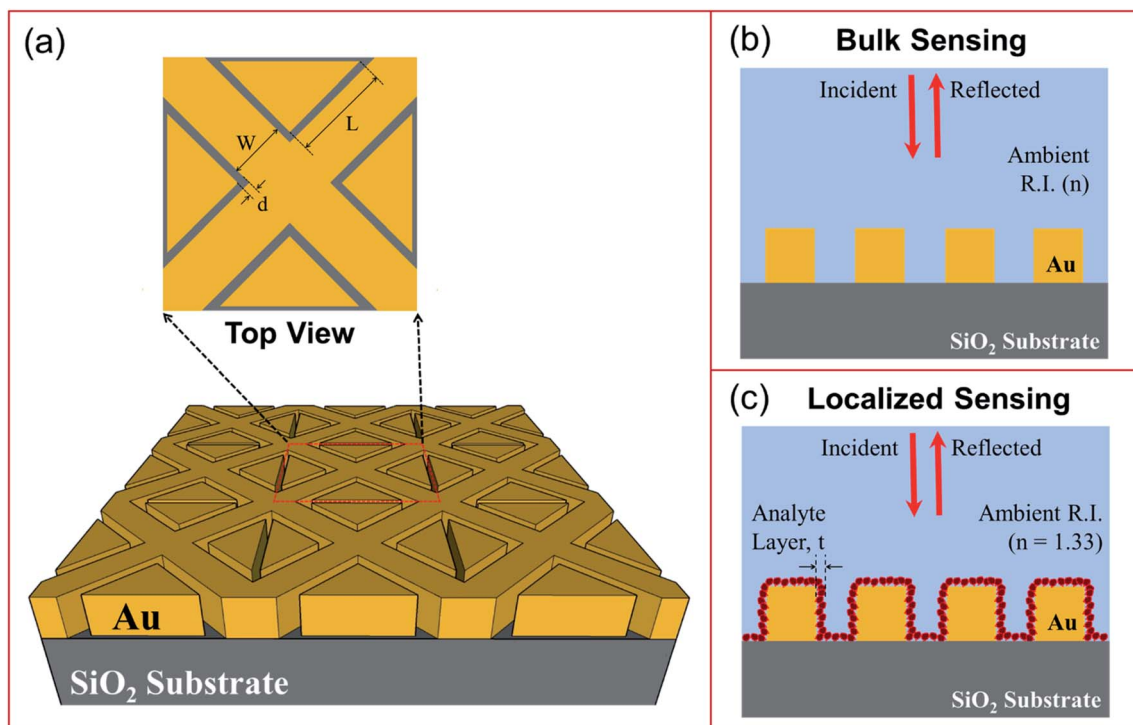 (a)
W
L
d
Top View
Au
SiO₂ Substrate
(b)
Bulk Sensing
Incident
Reflected
Ambient
R.I. (n)
Au
SiO₂ Substrate
(c)
Localized Sensing
Incident
Reflected
Analyte
Layer, t
Ambient R.I.
(n = 1.33)
Au
SiO₂ Substrate